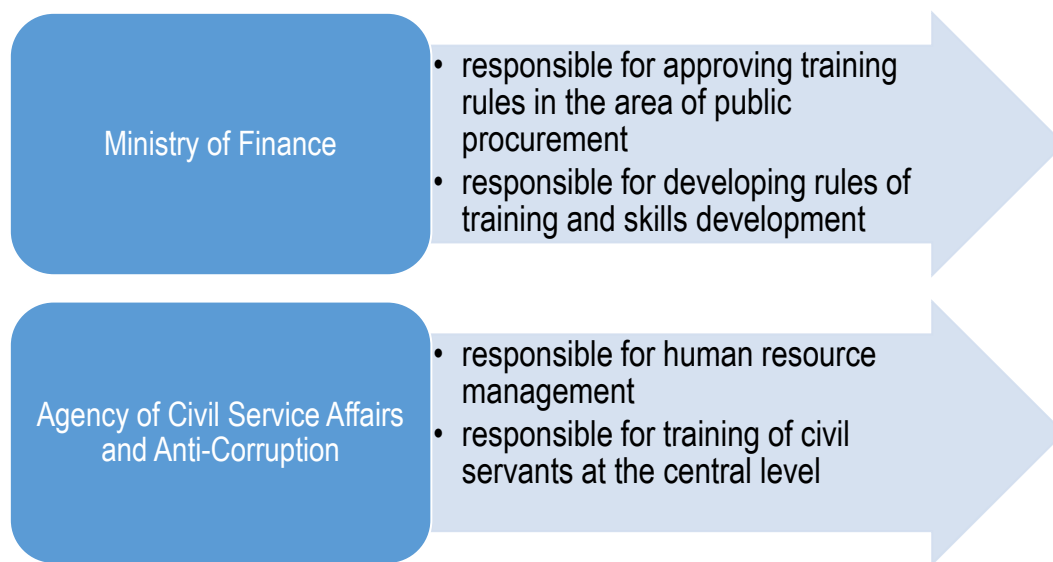 Ministry of Finance
• responsible for approving training
rules in the area of public
procurement
• responsible for developing rules of
training and skills development
Agency of Civil Service Affairs
and Anti-Corruption
• responsible for human resource
management
• responsible for training of civil
servants at the central level